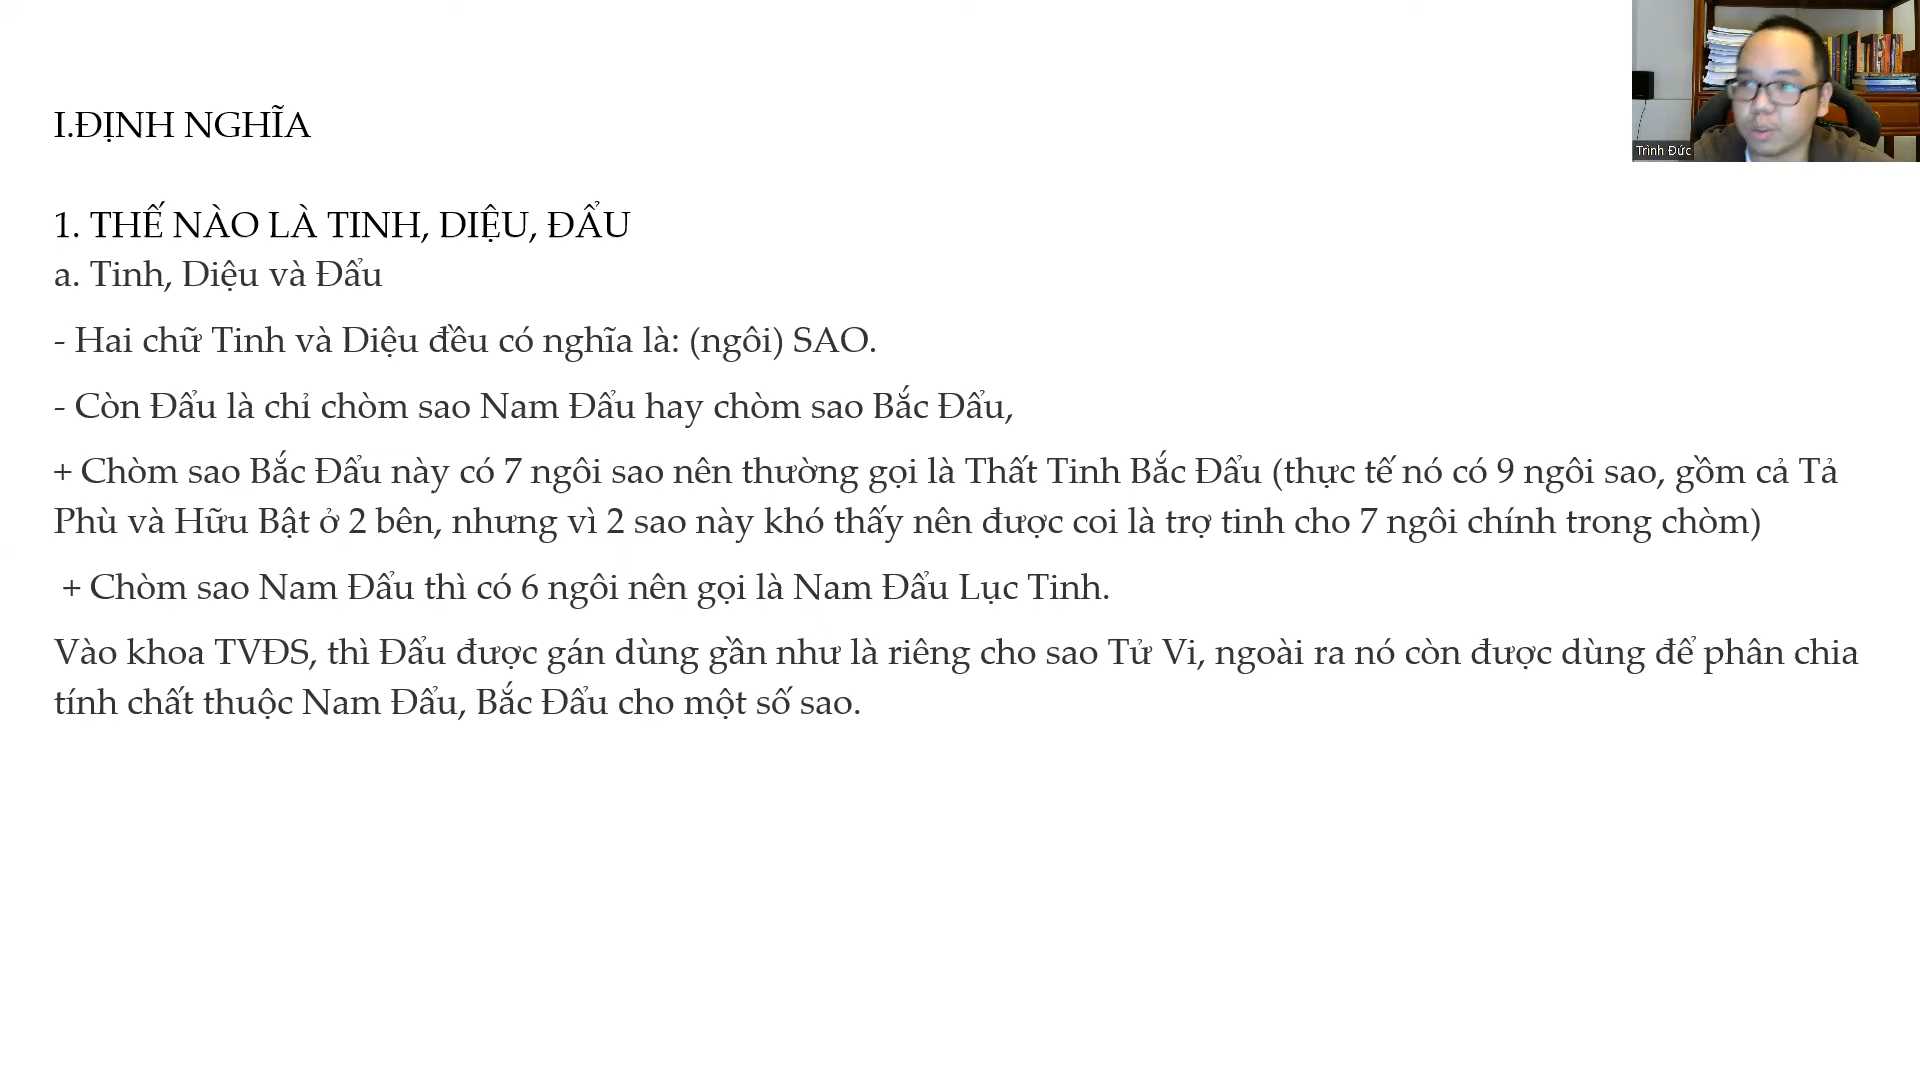 I.ĐỊNH NGHĨA
1. THẾ NÀO LÀ TINH, DIỆU, ĐẨU
a. Tinh, Diệu và Đẩu
- Hai chữ Tinh và Diệu đều có nghĩa là: (ngôi) SAO.
- Còn Đẩu là chỉ chòm sao Nam Đẩu hay chòm sao Bắc Đẩu,
+ Chòm sao Bắc Đẩu này có 7 ngôi sao nên thường gọi là Thất Tinh Bắc Đẩu (thực tế nó có 9 ngôi sao, gồm cả Tả
Phù và Hữu Bật ở 2 bên, nhưng vì 2 sao này khó thấy nên được coi là trợ tinh cho 7 ngôi chính trong chòm)
+ Chòm sao Nam Đẩu thì có 6 ngôi nên gọi là Nam Đẩu Lục Tinh.
Vào khoa TVĐS, thì Đẩu được gán dùng gần như là riêng cho sao Tử Vi, ngoài ra nó còn được dùng để phân chia
tính chất thuộc Nam Đẩu, Bắc Đẩu cho một số sao.
Trình Đức